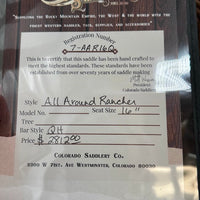 "Saddling the Rocky Mountain Empire, the West & the world with the
finest western saddles, tack, supplies, and accessories"
Registration Number
7-AAR160
This is to certify that this saddle has been hand crafted to
meet the highest standards. These standards have been
established from over seventy years of saddle making
President
Colorado Saddlery
Style All Around Rancher
Model No. Seat Size 16"
Tree
Bar Style QH
Price $ 2812.00
Colorado Saddlery Co.
Ave Westminster, Colorado 80030